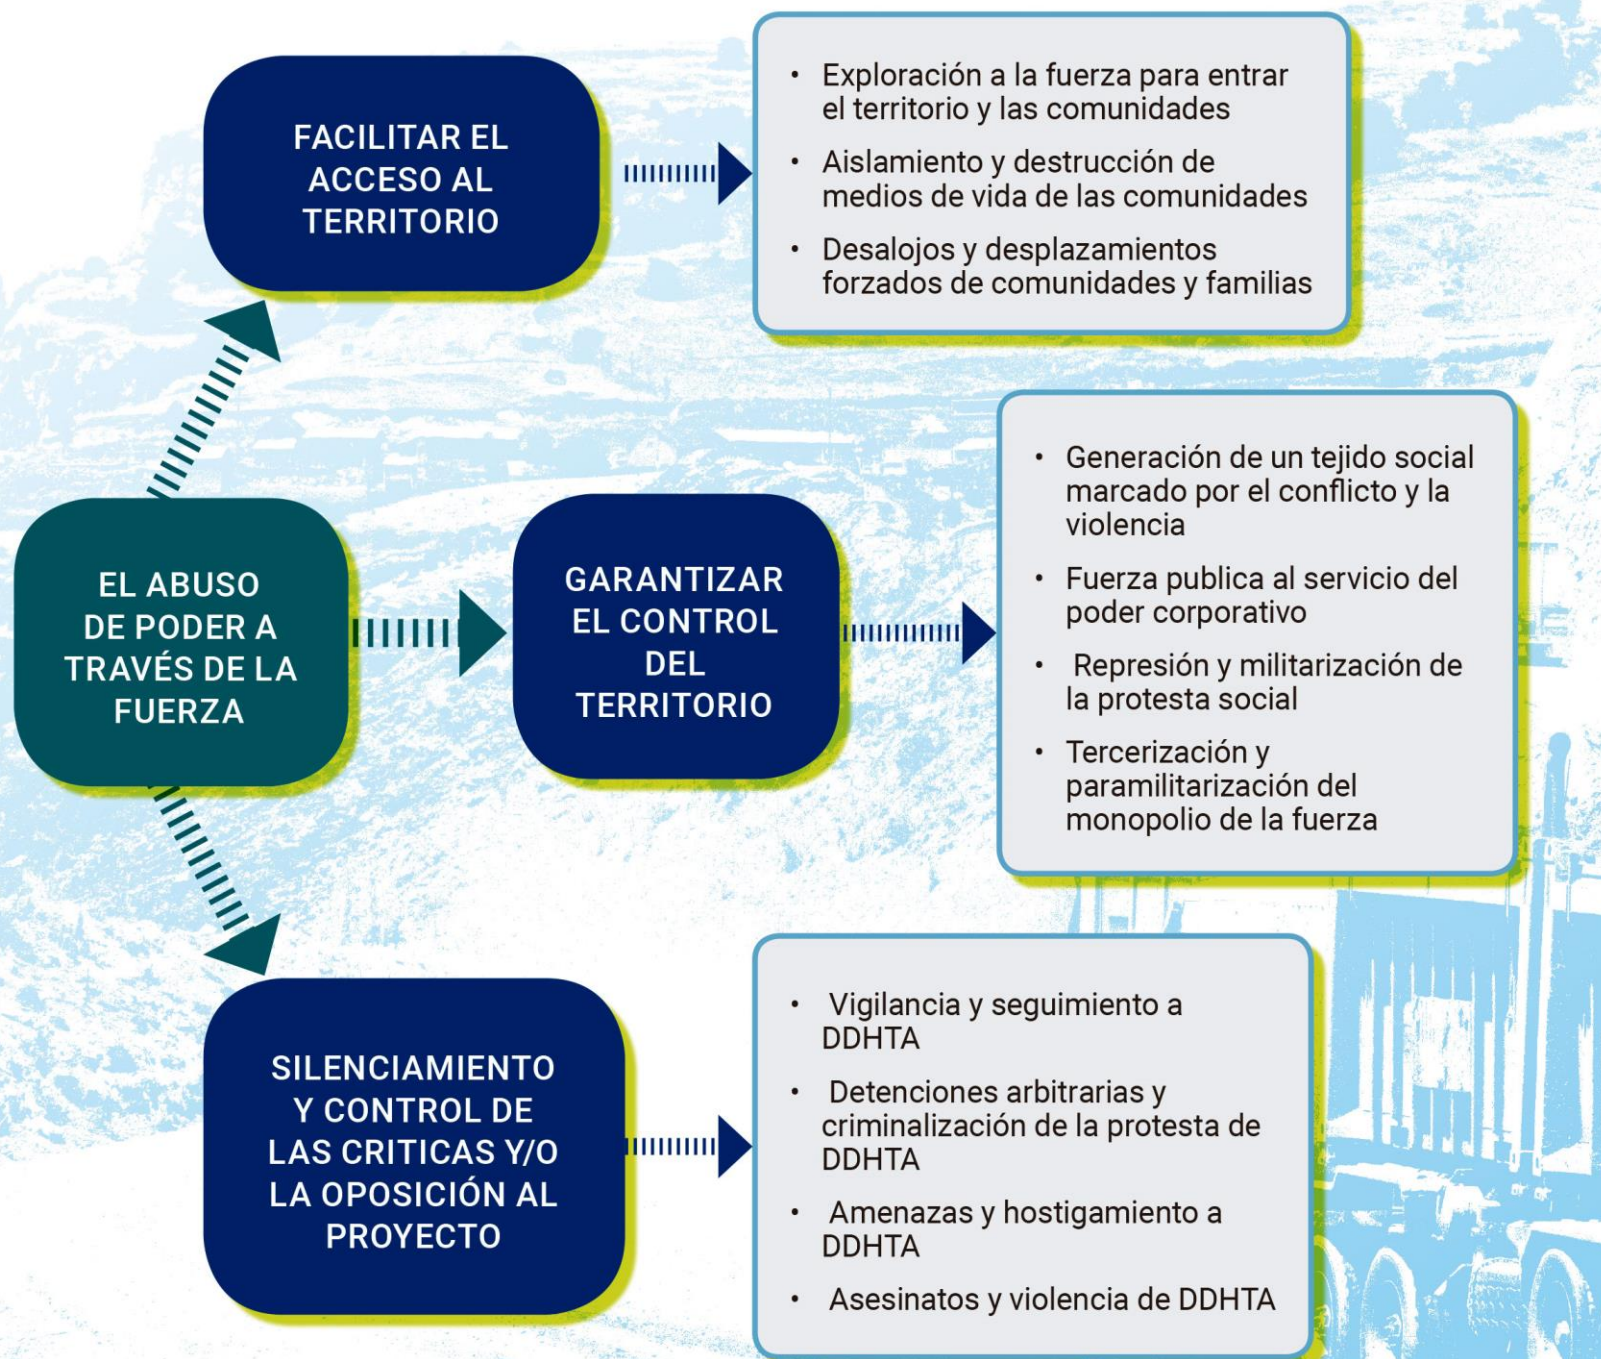 FACILITAR EL
ACCESO AL
TERRITORIO
• Exploración a la fuerza para entrar
el territorio y las comunidades
• Aislamiento y destrucción de
medios de vida de las comunidades
• Desalojos y desplazamientos
forzados de comunidades y familias
EL ABUSO
DE PODER A
TRAVÉS DE LA
FUERZA
GARANTIZAR
EL CONTROL
DEL
TERRITORIO
• Generación de un tejido social
marcado por el conflicto y la
violencia
• Fuerza publica al servicio del
poder corporativo
• Represión y militarización de
la protesta social
• Tercerización y
paramilitarización del
monopolio de la fuerza
SILENCIAMIENTO
Y CONTROL DE
LAS CRITICAS Y/O
LA OPOSICIÓN AL
PROYECTO
• Vigilancia y seguimiento a
DDHTA
• Detenciones arbitrarias y
criminalización de la protesta de
DDHTA
• Amenazas y hostigamiento a
DDHTA
• Asesinatos y violencia de DDHTA